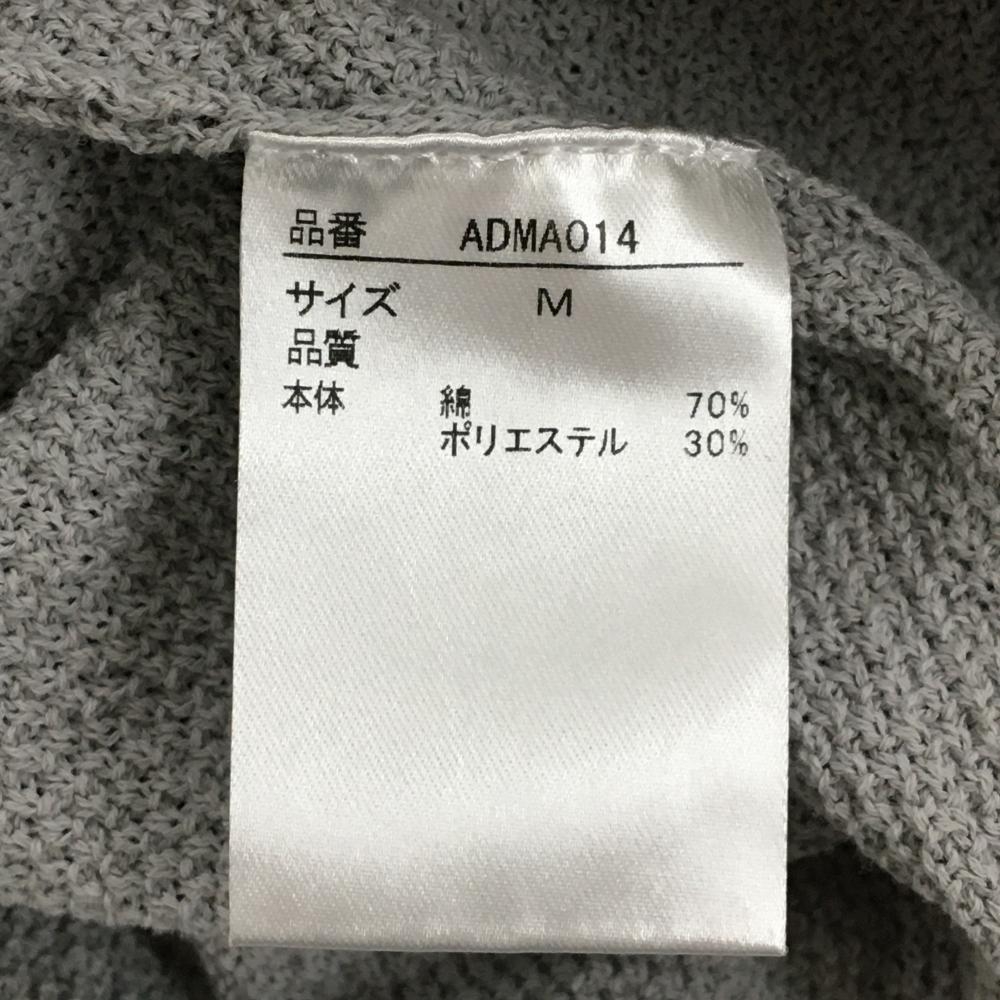 品番 ADMA014
サイズ M
品質
本体 綿 70%
ポリエステル 30%